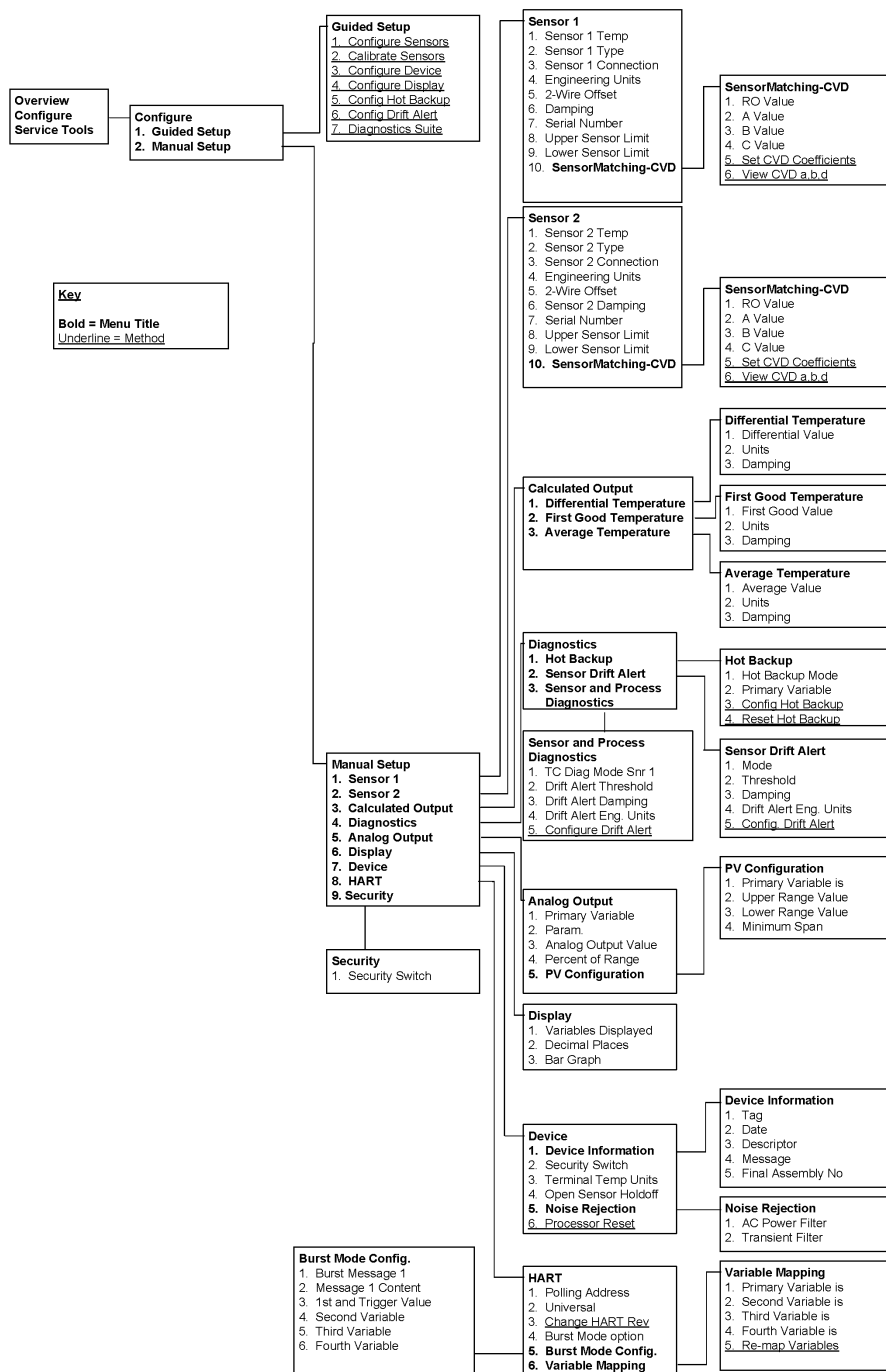 Overview
Configure
Service Tools
Configure
1. Guided Setup
2. Manual Setup
Guided Setup
1. Configure Sensors
2. Calibrate Sensors
3. Configure Device
4. Configure Display
5. Config Hot Backup
6. Config Drift Alert
7. Diagnostics Suite
Key
Bold = Menu Title
Underline = Method
Sensor 1
1. Sensor 1 Temp
2. Sensor 1 Type
3. Sensor 1 Connection
4. Engineering Units
5. 2-Wire Offset
6. Damping
7. Serial Number
8. Upper Sensor Limit
9. Lower Sensor Limit
10. SensorMatching-CVD
SensorMatching-CVD
1. RO Value
2. A Value
3. B Value
4. C Value
5. Set CVD Coefficients
6. View CVD a.b.d
Sensor 2
1. Sensor 2 Temp
2. Sensor 2 Type
3. Sensor 2 Connection
4. Engineering Units
5. 2-Wire Offset
6. Sensor 2 Damping
7. Serial Number
8. Upper Sensor Limit
9. Lower Sensor Limit
10. SensorMatching-CVD
SensorMatching-CVD
1. RO Value
2. A Value
3. B Value
4. C Value
5. Set CVD Coefficients
6. View CVD a.b.d
Calculated Output
1. Differential Temperature
2. First Good Temperature
3. Average Temperature
Differential Temperature
1. Differential Value
2. Units
3. Damping
First Good Temperature
1. First Good Value
2. Units
3. Damping
Average Temperature
1. Average Value
2. Units
3. Damping
Diagnostics
1. Hot Backup
2. Sensor Drift Alert
3. Sensor and Process
Diagnostics
Hot Backup
1. Hot Backup Mode
2. Primary Variable
3. Config Hot Backup
4. Reset Hot Backup
Sensor and Process
Diagnostics
1. TC Diag Mode Snr 1
2. Drift Alert Threshold
3. Drift Alert Damping
4. Drift Alert Eng. Units
5. Configure Drift Alert
Sensor Drift Alert
1. Mode
2. Threshold
3. Damping
4. Drift Alert Eng. Units
5. Config. Drift Alert
Manual Setup
1. Sensor 1
2. Sensor 2
3. Calculated Output
4. Diagnostics
5. Analog Output
6. Display
7. Device
8. HART
9. Security
Security
1. Security Switch
Analog Output
1. Primary Variable
2. Param.
3. Analog Output Value
4. Percent of Range
5. PV Configuration
PV Configuration
1. Primary Variable is
2. Upper Range Value
3. Lower Range Value
4. Minimum Span
Display
1. Variables Displayed
2. Decimal Places
3. Bar Graph
Device
1. Device Information
2. Security Switch
3. Terminal Temp Units
4. Open Sensor Holdoff
5. Noise Rejection
6. Processor Reset
Device Information
1. Tag
2. Date
3. Descriptor
4. Message
5. Final Assembly No
Noise Rejection
1. AC Power Filter
2. Transient Filter
Burst Mode Config.
1. Burst Message 1
2. Message 1 Content
3. 1st and Trigger Value
4. Second Variable
5. Third Variable
6. Fourth Variable
HART
1. Polling Address
2. Universal
3. Change HART Rev
4. Burst Mode option
5. Burst Mode Config.
6. Variable Mapping
Variable Mapping
1. Primary Variable is
2. Second Variable is
3. Third Variable is
4. Fourth Variable is
5. Re-map Variables